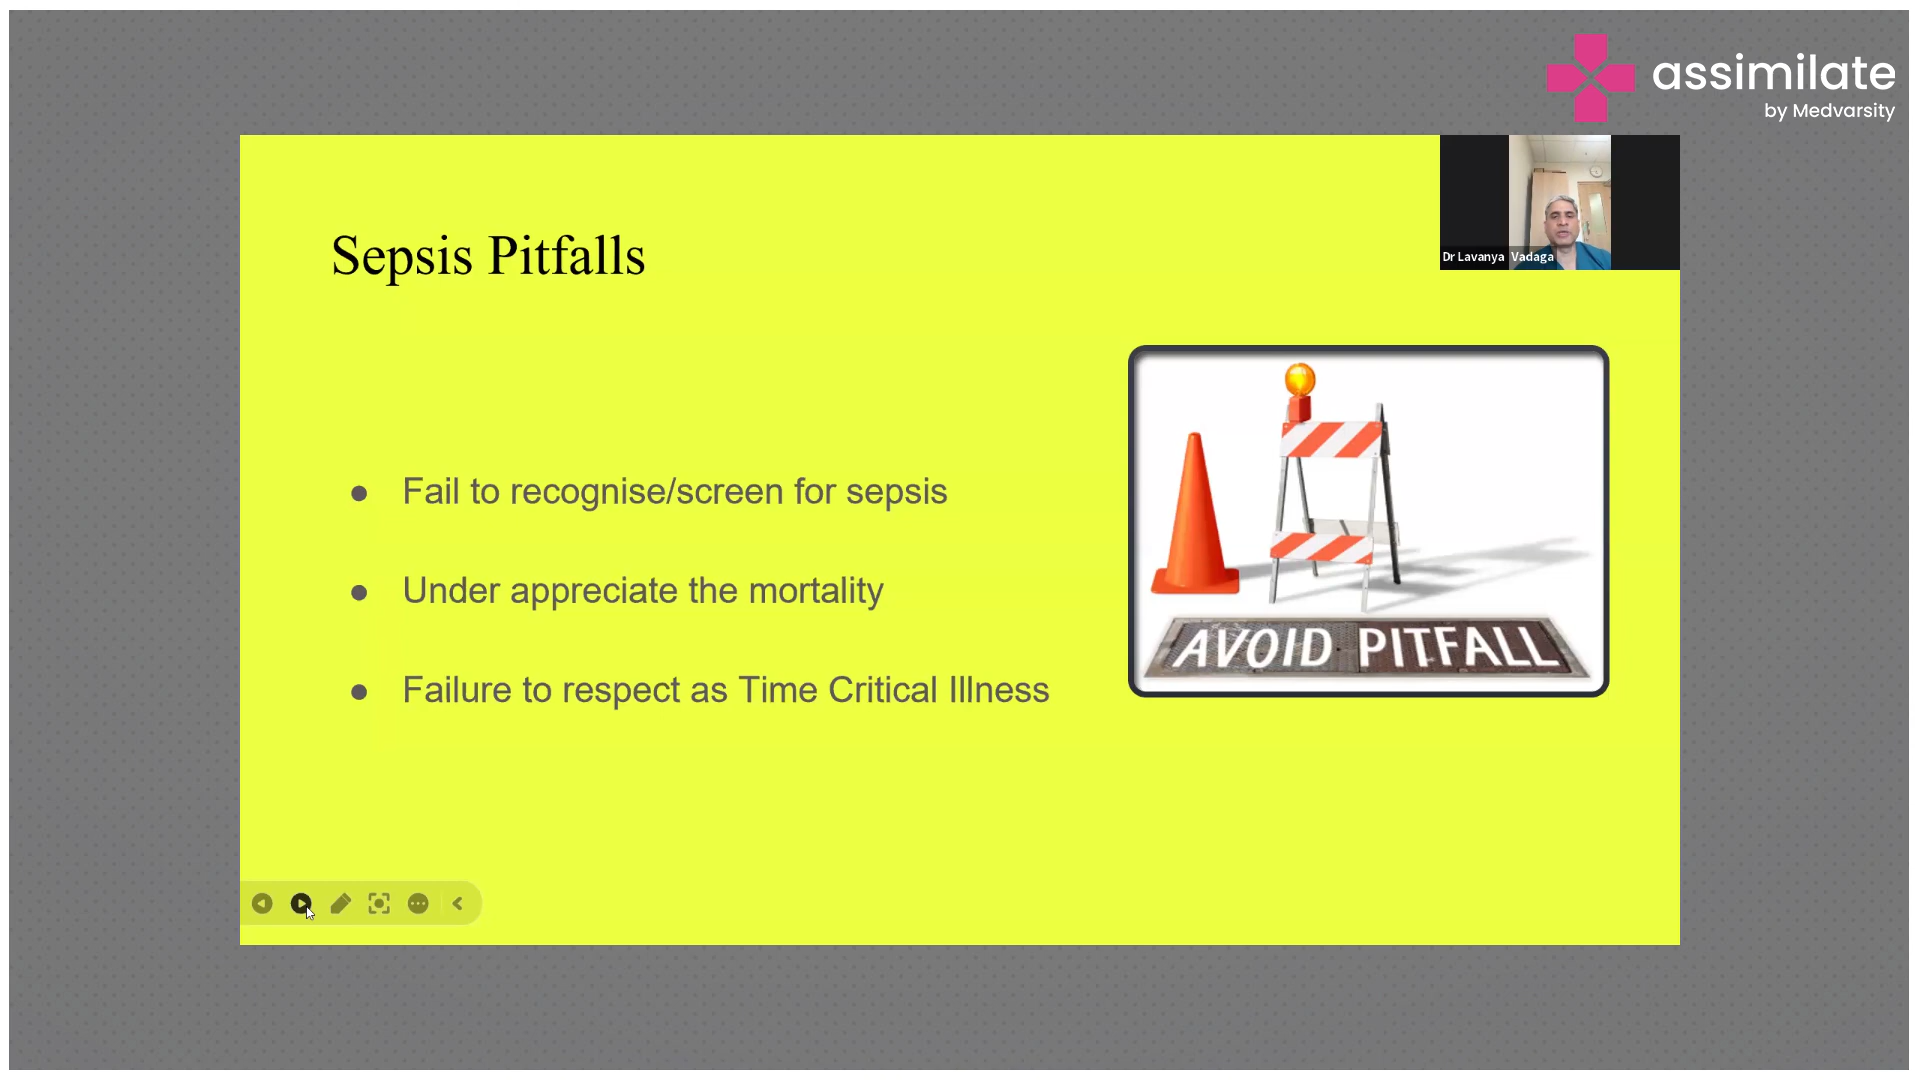 assimilate
by Medvarsity
Dr Lavanya Vadaga
Sepsis Pitfalls
● Fail to recognise/screen for sepsis
● Under appreciate the mortality
● Failure to respect as Time Critical Illness
AVOID PITFALL